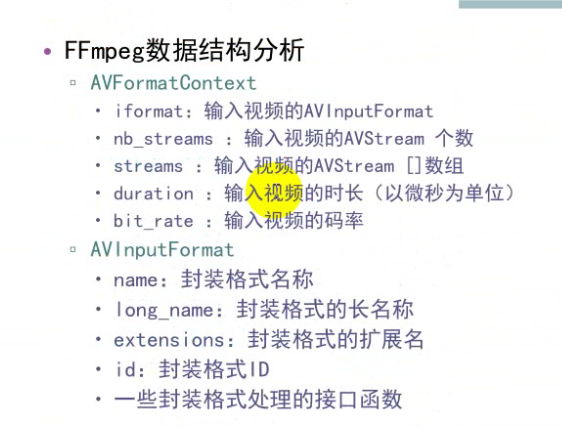 FFmpeg数据结构分析
AVFormatContext
iformat：输入视频的AVInputFormat
nb_streams ：输入视频的AVStream 个数
streams ：输入视频的AVStream []数组
duration ：输入视频的时长（以微秒为单位）
bit_rate ：输入视频的码率
AVInputFormat
name：封装格式名称
long_name：封装格式的长名称
extensions：封装格式的扩展名
id：封装格式ID
一些封装格式处理的接口函数